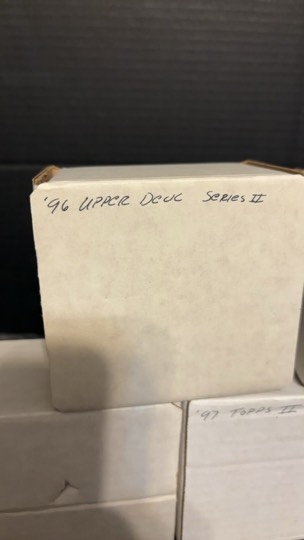 '96 UPPER DECK SERIES II
'97 TOPPS II